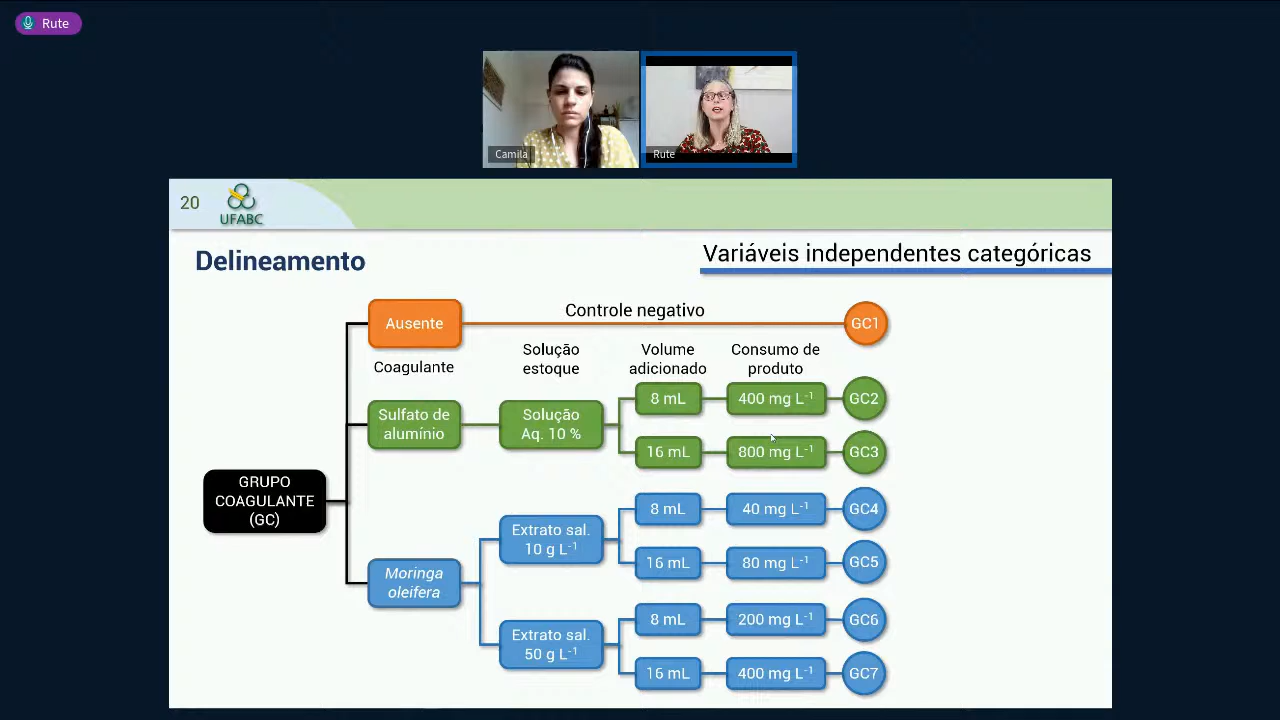 Rute
Camila
Rute
20
UFABC
Delineamento
Variáveis independentes categóricas
Ausente
Controle negativo
GC1
Coagulante
Solução
estoque
Volume
adicionado
Consumo de
produto
Sulfato de
alumínio
Solução
Aq. 10 %
8 mL
400 mg L⁻¹
GC2
16 mL
800 mg L⁻¹
GC3
GRUPO
COAGULANTE
(GC)
Moringa
oleifera
Extrato sal.
10 g L⁻¹
8 mL
40 mg L⁻¹
GC4
16 mL
80 mg L⁻¹
GC5
Extrato sal.
50 g L⁻¹
8 mL
200 mg L⁻¹
GC6
16 mL
400 mg L⁻¹
GC7